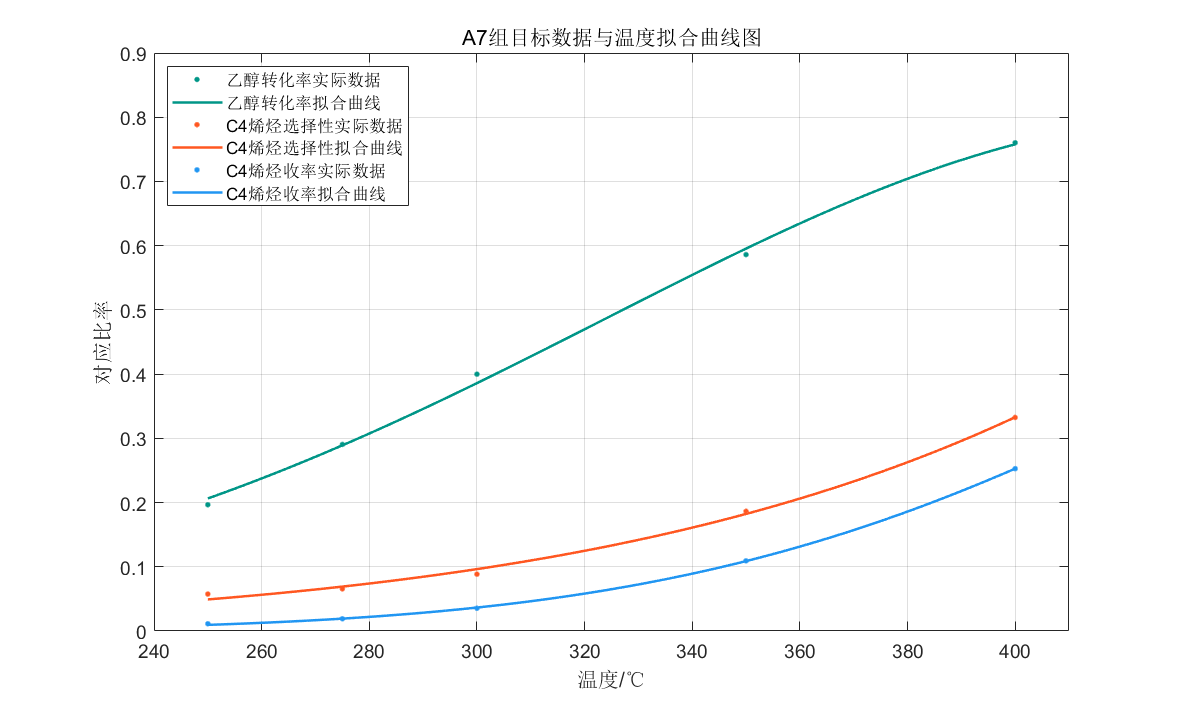 A7组目标数据与温度拟合曲线图
0.9
0.8
0.7
0.6
0.5
0.4
0.3
0.2
0.1
0
对应比率
乙醇转化率实际数据
乙醇转化率拟合曲线
C4烯烃选择性实际数据
C4烯烃选择性拟合曲线
C4烯烃收率实际数据
C4烯烃收率拟合曲线
240 260 280 300 320 340 360 380 400
温度/℃